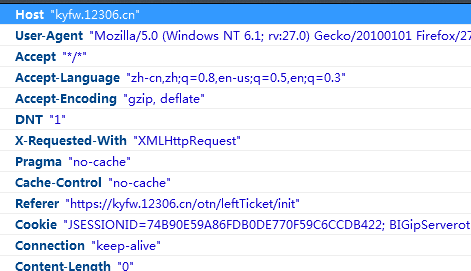 Host "kyfw.12306.cn"
User-Agent "Mozilla/5.0 (Windows NT 6.1; rv:27.0) Gecko/20100101 Firefox/27
Accept "*/*"
Accept-Language "zh-cn,zh;q=0.8,en-us;q=0.5,en;q=0.3"
Accept-Encoding "gzip, deflate"
DNT "1"
X-Requested-With "XMLHttpRequest"
Pragma "no-cache"
Cache-Control "no-cache"
Referer "https://kyfw.12306.cn/otn/leftTicket/init"
Cookie "JSESSIONID=74B90E59A86FDB0DE770F59C6CCDB422; BIGipServerot
Connection "keep-alive"
Content-Length "0"